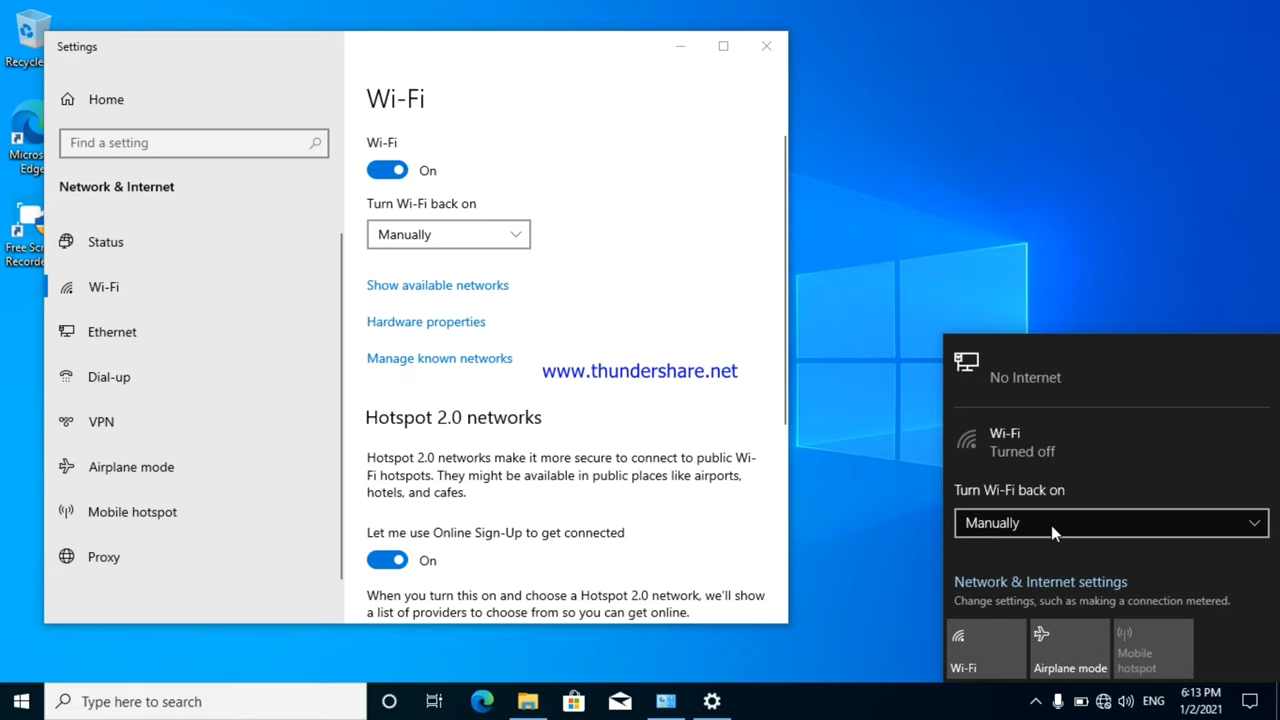 Recycle
Micros
Edge
Free Scr
Recorde
Settings
Home
Find a setting
Network & Internet
Status
Wi-Fi
Ethernet
Dial-up
VPN
Airplane mode
Mobile hotspot
Proxy
Wi-Fi
Wi-Fi
On
Turn Wi-Fi back on
Manually
Show available networks
Hardware properties
Manage known networks
www.thundershare.net
Hotspot 2.0 networks
Hotspot 2.0 networks make it more secure to connect to public Wi-
Fi hotspots. They might be available in public places like airports,
hotels, and cafes.
Let me use Online Sign-Up to get connected
On
When you turn this on and choose a Hotspot 2.0 network, we'll show
a list of providers to choose from so you can get online.
No Internet
Wi-Fi
Turned off
Turn Wi-Fi back on
Manually
Network & Internet settings
Change settings, such as making a connection metered.
Wi-Fi
Airplane mode
Mobile
hotspot
Type here to search
ENG
6:13 PM
1/2/2021